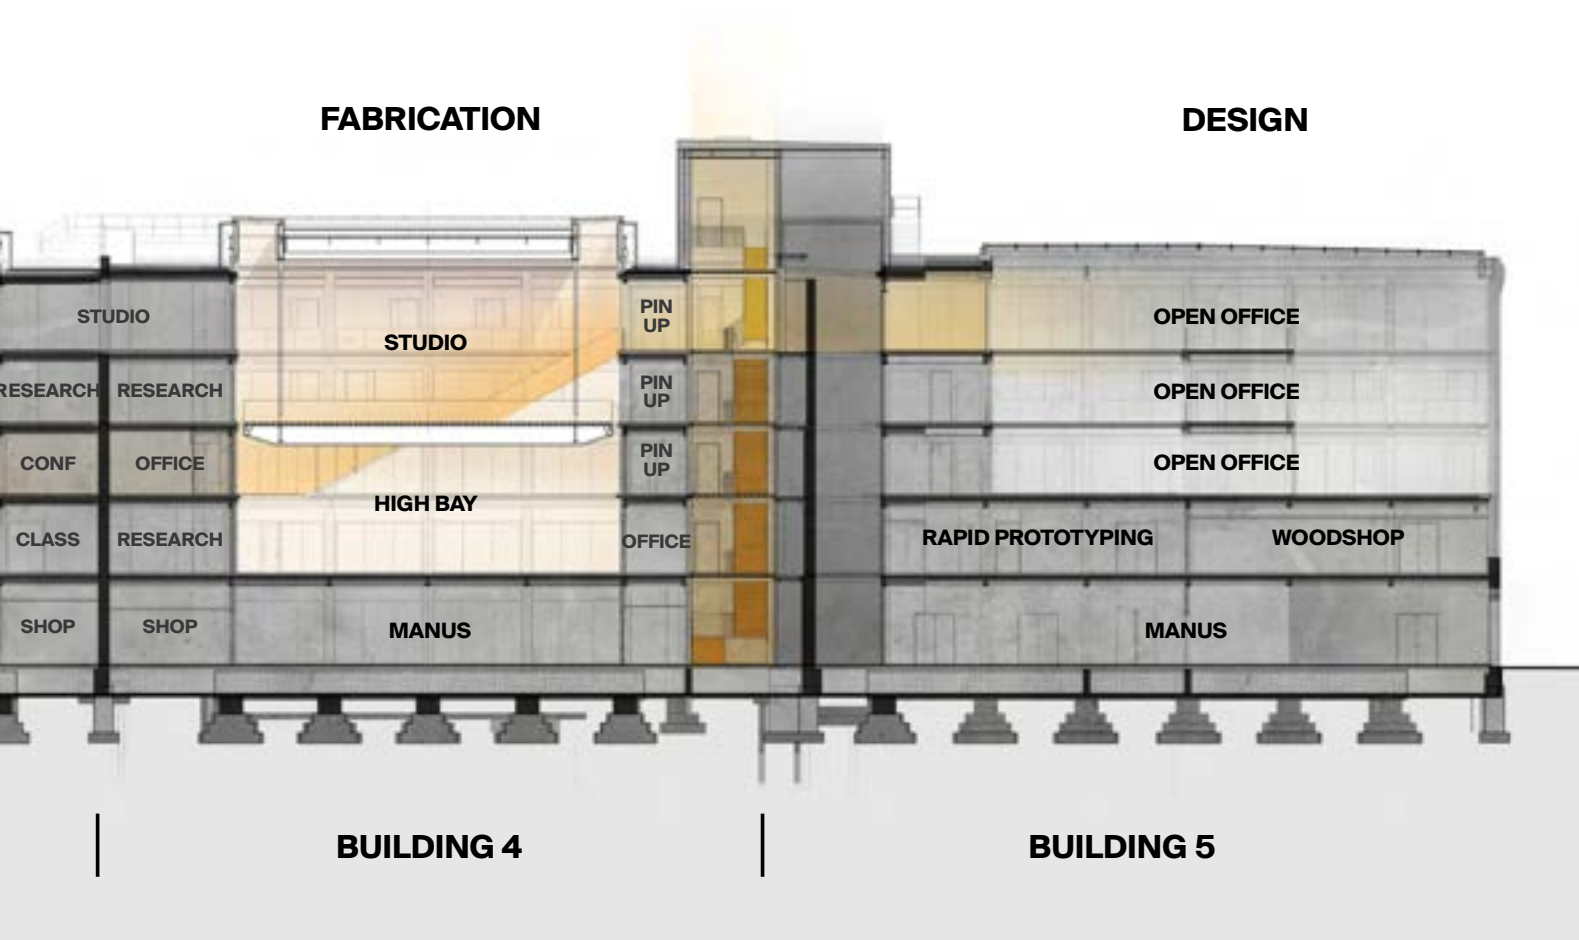 FABRICATION
DESIGN
STUDIO
STUDIO
PIN
UP
OPEN OFFICE
RESEARCH
RESEARCH
PIN
UP
OPEN OFFICE
CONF
OFFICE
PIN
UP
OPEN OFFICE
HIGH BAY
CLASS
RESEARCH
OFFICE
RAPID PROTOTYPING
WOODSHOP
SHOP
SHOP
MANUS
MANUS
BUILDING 4
BUILDING 5